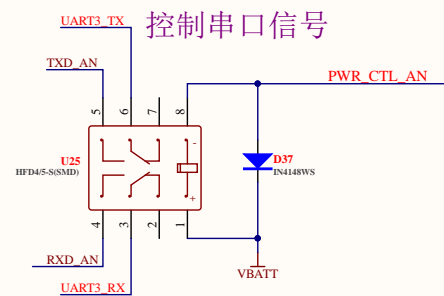 UART3_TX
控制串口信号
TXD_AN
PWR_CTL_AN
5
6
7
8
-
U25
HFD4/5-S(SMD)
D37
IN4148WS
+
4
3
2
1
RXD_AN
UART3_RX
VBATT